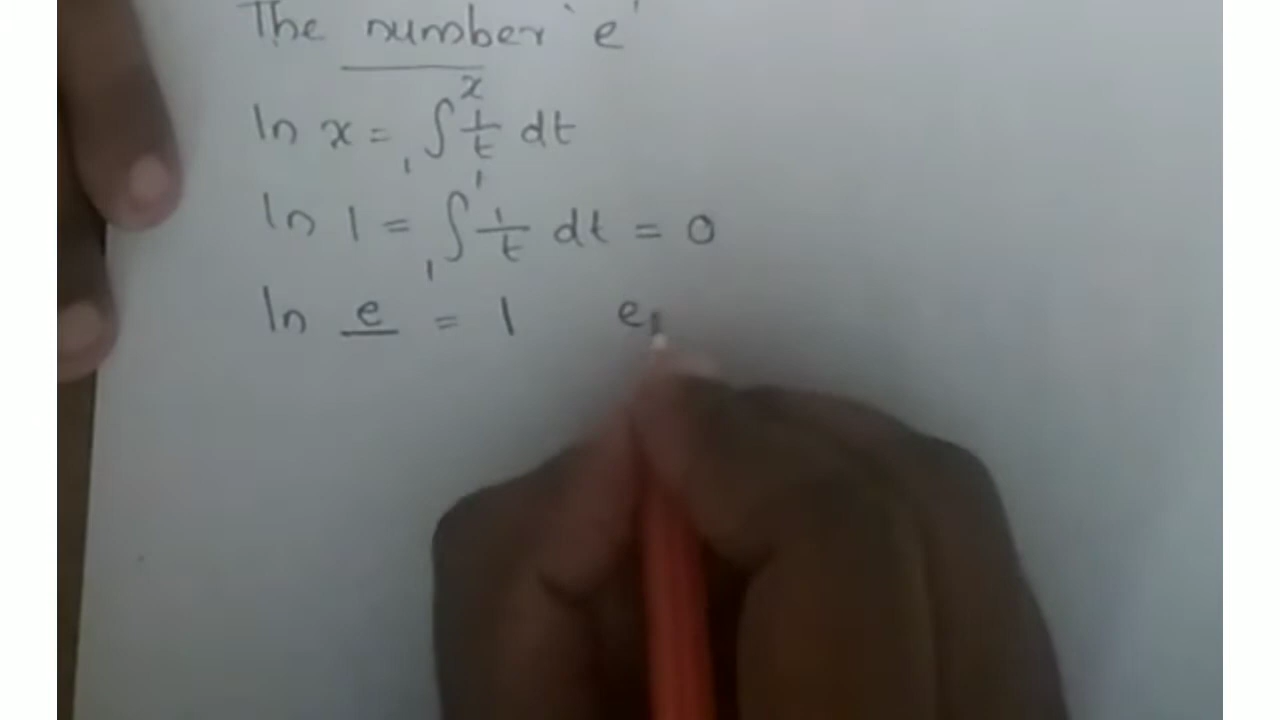 The number 'e'
ln x = ∫₁ˣ 1/t dt
ln 1 = ∫₁¹ 1/t dt = 0
ln e = 1 e